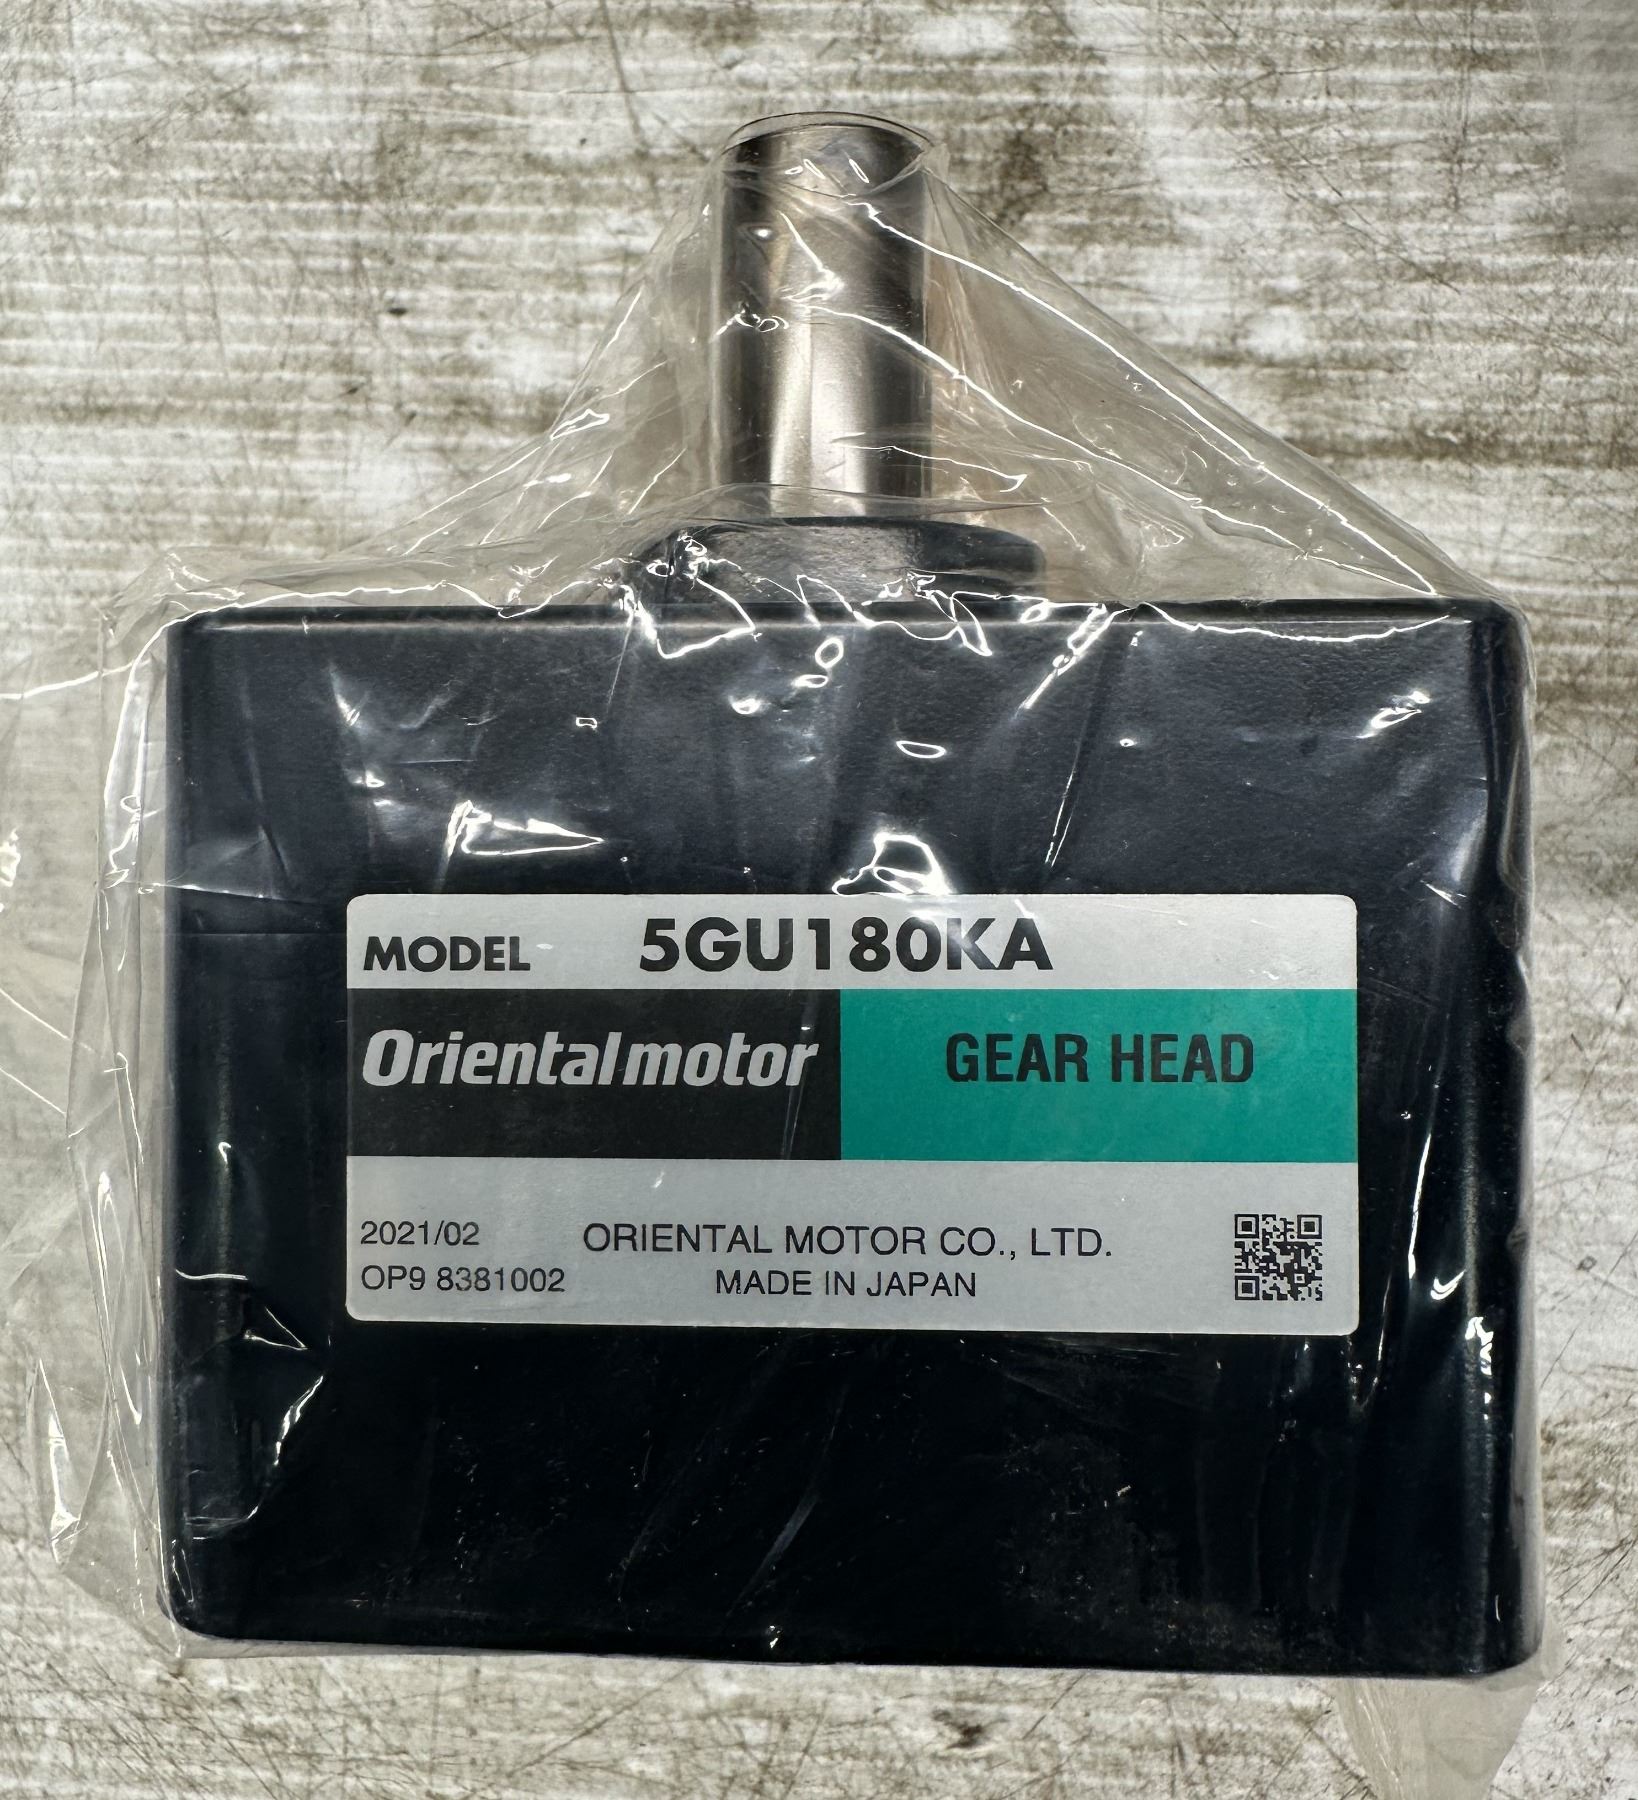 MODEL 5GU180KA
Orientalmotor GEAR HEAD
2021/02 ORIENTAL MOTOR CO., LTD.
OP9 8381002 MADE IN JAPAN